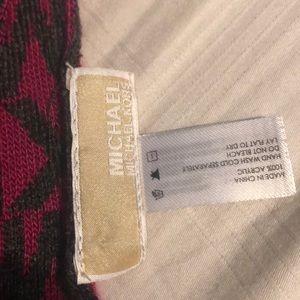 MICHAEL
MICHAEL KORS
MADE IN CHINA
100% ACRYLIC
HAND WASH COLD SEPARATELY
DO NOT BLEACH
LAY FLAT TO DRY